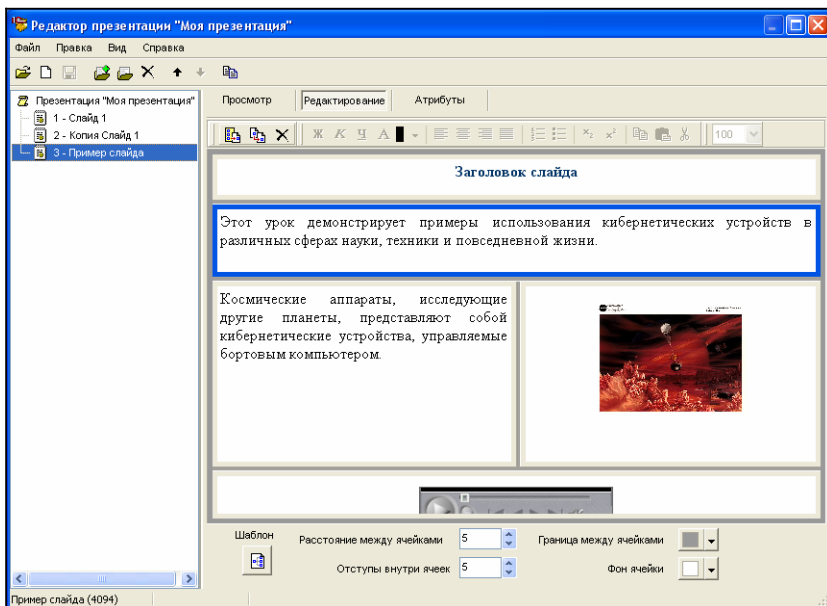 Редактор презентации "Моя презентация"
Файл Правка Вид Справка
Презентация "Моя презентация"
1 - Слайд 1
2 - Копия Слайд 1
3 - Пример слайда
Просмотр Редактирование Атрибуты
Ж К Ч А 100
Заголовок слайда
Этот урок демонстрирует примеры использования кибернетических устройств в
различных сферах науки, техники и повседневной жизни.
Космические аппараты, исследующие
другие планеты, представляют собой
кибернетические устройства, управляемые
бортовым компьютером.
Шаблон
Расстояние между ячейками 5 Граница между ячейками
Отступы внутри ячеек 5 Фон ячейки
Пример слайда (4094)